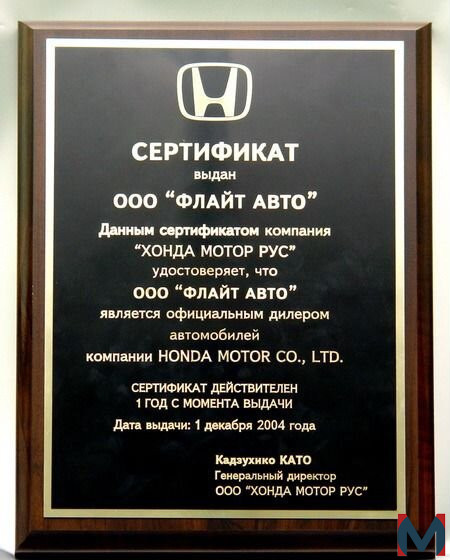 СЕРТИФИКАТ
выдан
ООО “ФЛАЙТ АВТО”
Данным сертификатом компания
“ХОНДА МОТОР РУС”
удостоверяет, что
ООО “ФЛАЙТ АВТО”
является официальным дилером
автомобилей
компании HONDA MOTOR CO., LTD.
СЕРТИФИКАТ ДЕЙСТВИТЕЛЕН
1 ГОД С МОМЕНТА ВЫДАЧИ
Дата выдачи: 1 декабря 2004 года
Кадзухико КАТО
Генеральный директор
ООО “ХОНДА МОТОР РУС”
M